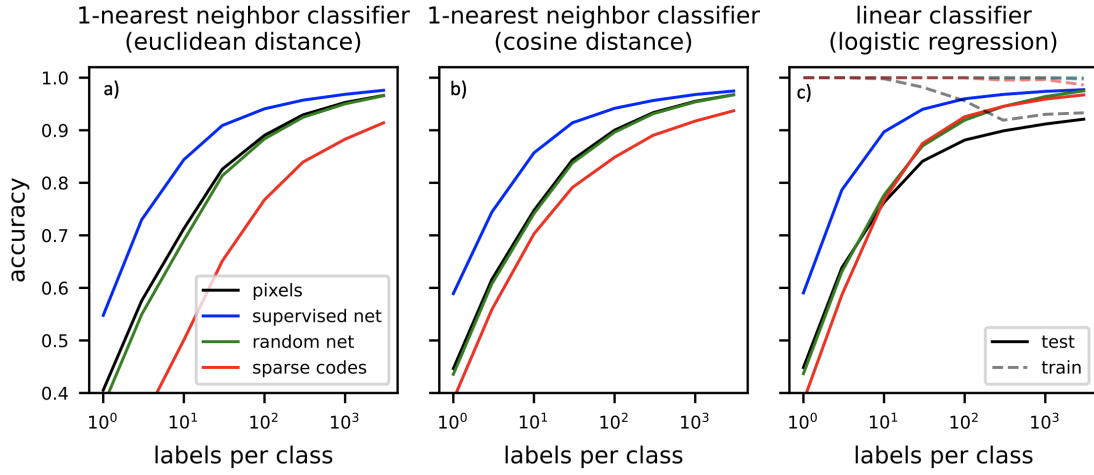 1-nearest neighbor classifier
(euclidean distance)
1-nearest neighbor classifier
(cosine distance)
linear classifier
(logistic regression)
accuracy
1.0
0.9
0.8
0.7
0.6
0.5
0.4
a)
pixels
supervised net
random net
sparse codes
10⁰
10¹
10²
10³
labels per class
b)
10⁰
10¹
10²
10³
labels per class
c)
test
train
10⁰
10¹
10²
10³
labels per class